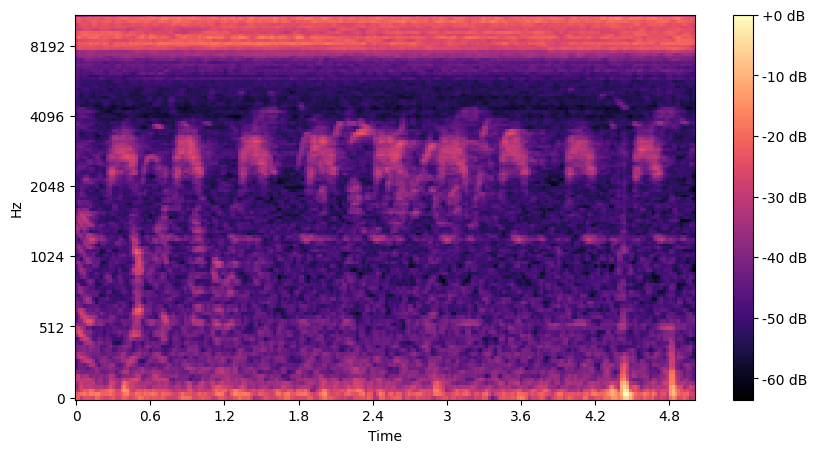 +0 dB
8192
-10 dB
4096
-20 dB
2048
-30 dB
Hz
1024
-40 dB
512
-50 dB
0
-60 dB
0 0.6 1.2 1.8 2.4 3 3.6 4.2 4.8
Time